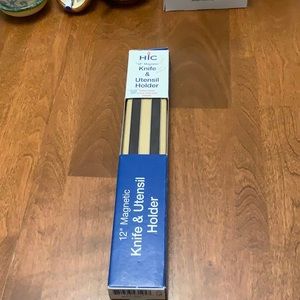 HIC
12" Magnetic
Knife
&
Utensil
Holder
12" Magnetic
Knife & Utensil
Holder